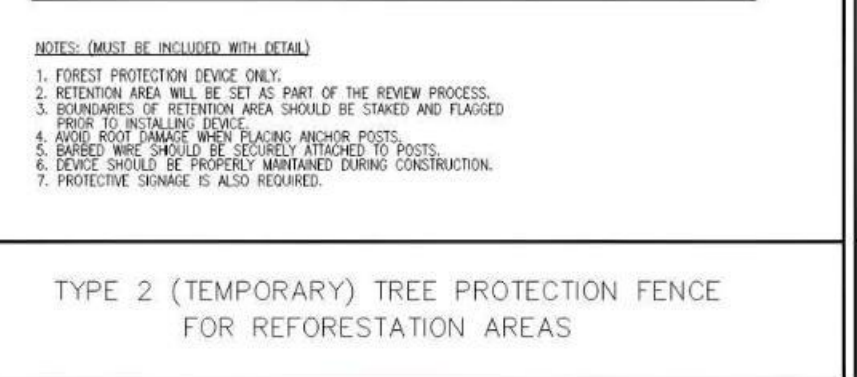 NOTES: (MUST BE INCLUDED WITH DETAIL)
1. FOREST PROTECTION DEVICE ONLY.
2. RETENTION AREA WILL BE SET AS PART OF THE REVIEW PROCESS.
3. BOUNDARIES OF RETENTION AREA SHOULD BE STAKED AND FLAGGED
PRIOR TO INSTALLING DEVICE.
4. AVOID ROOT DAMAGE WHEN PLACING ANCHOR POSTS.
5. BARBED WIRE SHOULD BE SECURELY ATTACHED TO POSTS.
6. DEVICE SHOULD BE PROPERLY MAINTAINED DURING CONSTRUCTION.
7. PROTECTIVE SIGNAGE IS ALSO REQUIRED.
TYPE 2 (TEMPORARY) TREE PROTECTION FENCE
FOR REFORESTATION AREAS